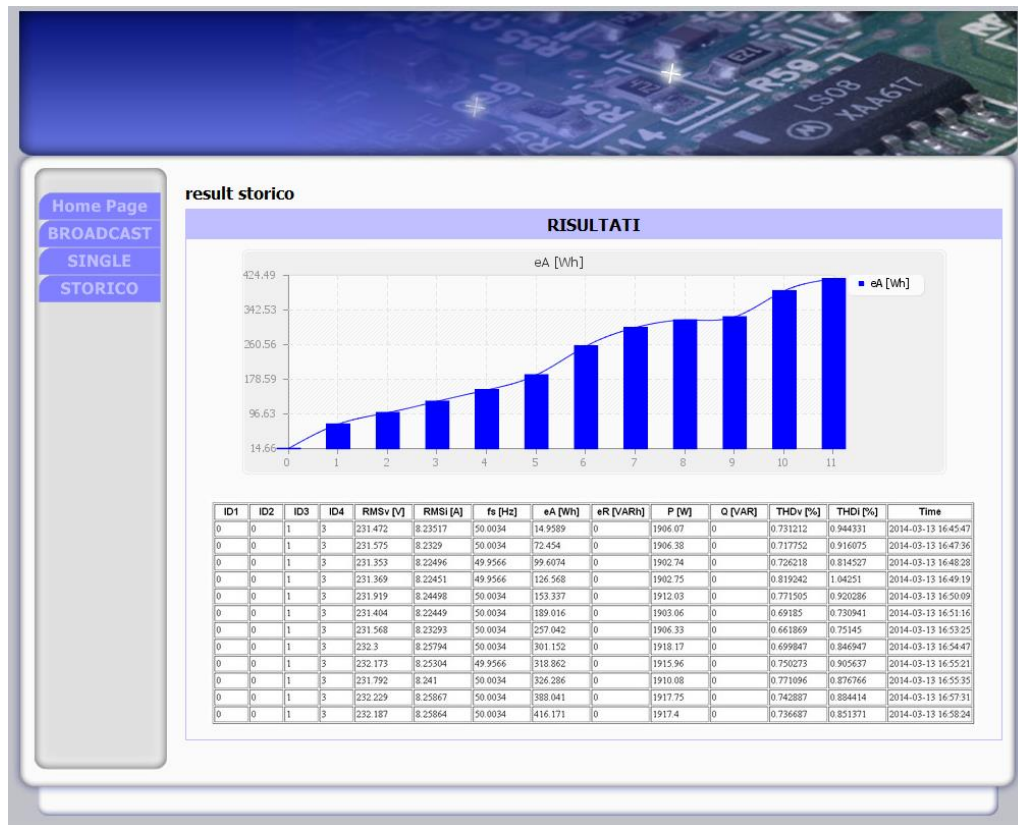 R59
LS08
XAA617
R54
R55
U14
result storico
Home Page
BROADCAST
SINGLE
STORICO
RISULTATI
eA [Wh]
eA [Wh]
424.49
342.53
260.56
178.59
96.63
14.66
0 1 2 3 4 5 6 7 8 9 10 11
ID1 ID2 ID3 ID4 RMSv [V] RMSi [A] fs [Hz] eA [Wh] eR [VARh] P [W] Q [VAR] THDv [%] THDi [%] Time
0 0 1 3 231.472 8.23517 50.0034 14.9589 0 1906.07 0 0.731212 0.944331 2014-03-13 16:45:47
0 0 1 3 231.575 8.2329 50.0034 72.454 0 1906.38 0 0.717752 0.916075 2014-03-13 16:47:36
0 0 1 3 231.353 8.22496 49.9566 99.6074 0 1902.74 0 0.726218 0.814527 2014-03-13 16:48:28
0 0 1 3 231.369 8.22451 49.9566 126.568 0 1902.75 0 0.819242 1.04251 2014-03-13 16:49:19
0 0 1 3 231.919 8.24498 50.0034 153.337 0 1912.03 0 0.771505 0.920286 2014-03-13 16:50:09
0 0 1 3 231.404 8.22449 50.0034 189.016 0 1903.06 0 0.69185 0.730941 2014-03-13 16:51:16
0 0 1 3 231.568 8.23293 50.0034 257.042 0 1906.33 0 0.661869 0.75145 2014-03-13 16:53:25
0 0 1 3 232.3 8.25794 50.0034 301.152 0 1918.17 0 0.699847 0.846947 2014-03-13 16:54:47
0 0 1 3 232.173 8.25304 49.9566 318.862 0 1915.96 0 0.750273 0.905637 2014-03-13 16:55:21
0 0 1 3 231.792 8.241 50.0034 326.286 0 1910.08 0 0.771096 0.876766 2014-03-13 16:55:35
0 0 1 3 232.229 8.25867 50.0034 388.041 0 1917.75 0 0.742887 0.884414 2014-03-13 16:57:31
0 0 1 3 232.187 8.25864 50.0034 416.171 0 1917.4 0 0.736687 0.851371 2014-03-13 16:58:24